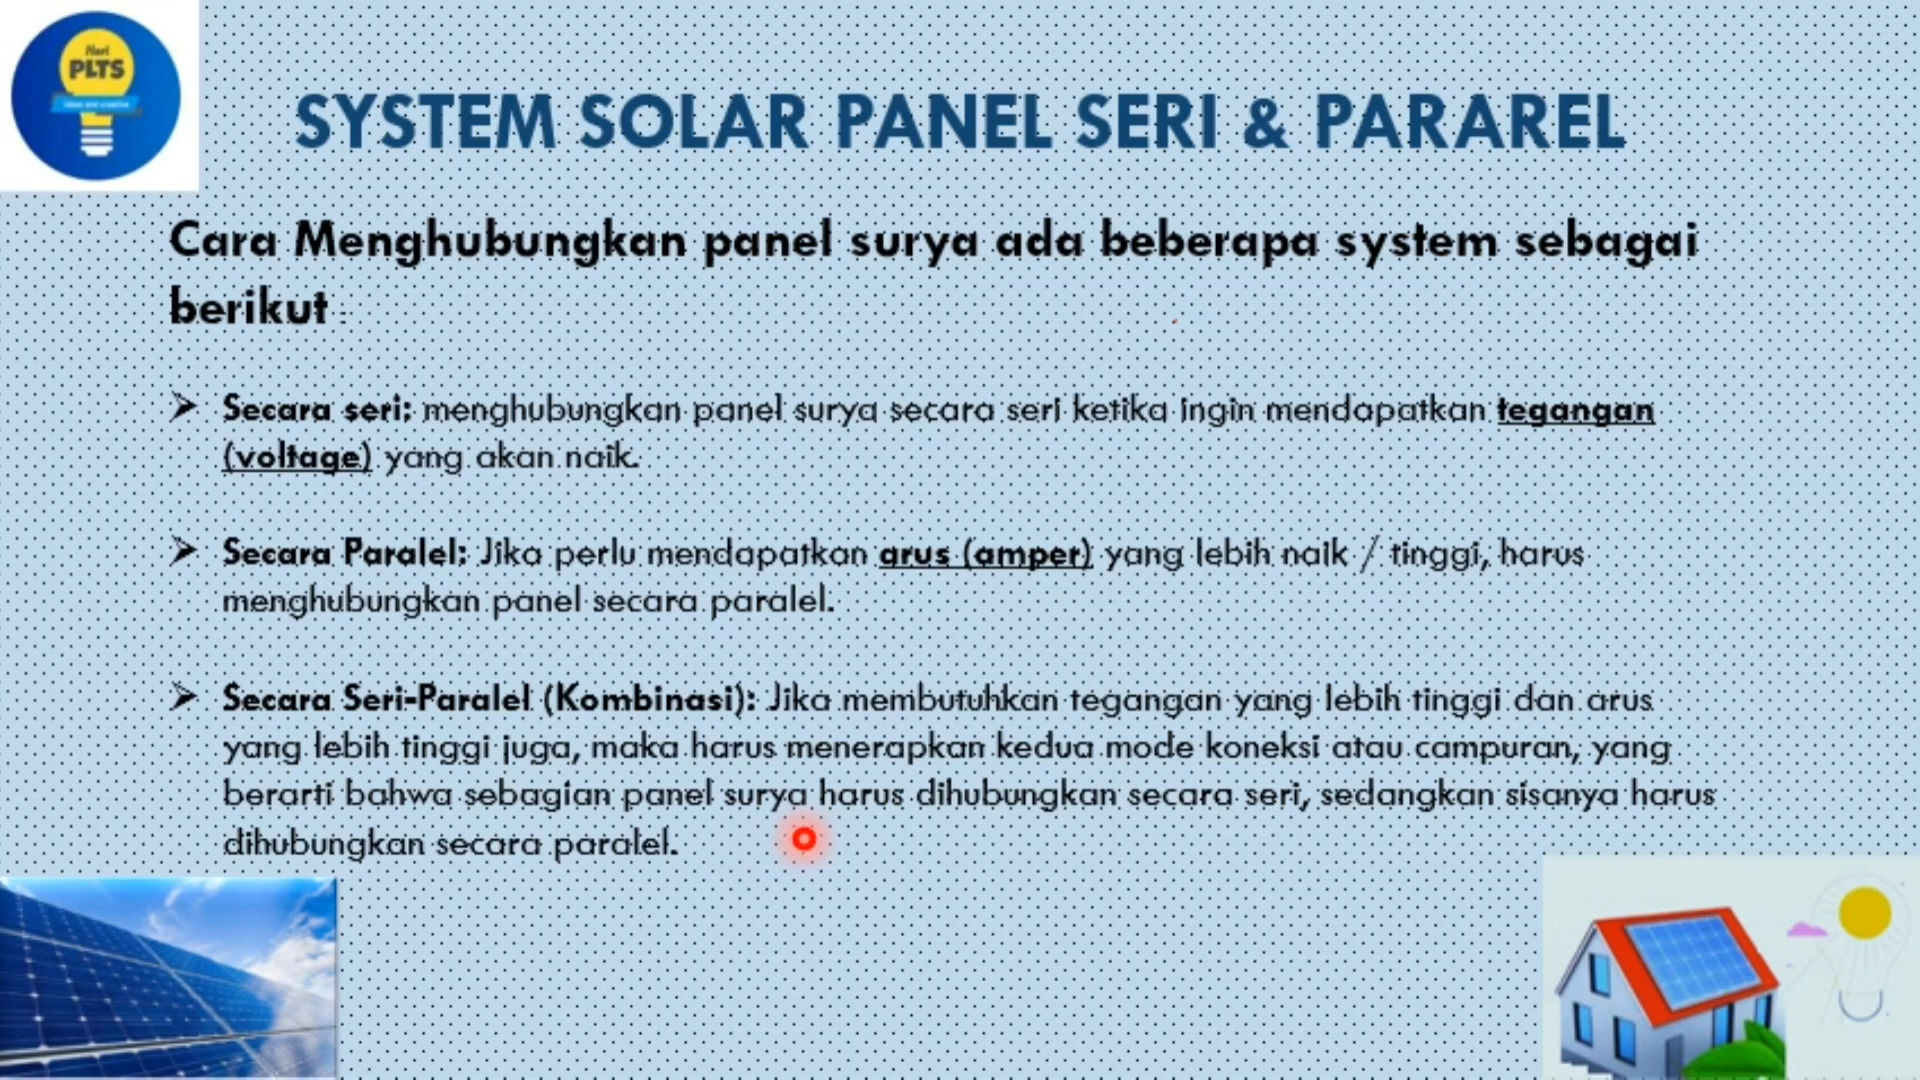 Hari
PLTS
ideas and creative
SYSTEM SOLAR PANEL SERI & PARAREL
Cara Menghubungkan panel surya ada beberapa system sebagai
berikut :
Secara seri: menghubungkan panel surya secara seri ketika ingin mendapatkan tegangan
(voltage) yang akan naik.
Secara Paralel: Jika perlu mendapatkan arus (amper) yang lebih naik / tinggi, harus
menghubungkan panel secara paralel.
Secara Seri-Paralel (Kombinasi): Jika membutuhkan tegangan yang lebih tinggi dan arus
yang lebih tinggi juga, maka harus menerapkan kedua mode koneksi atau campuran, yang
berarti bahwa sebagian panel surya harus dihubungkan secara seri, sedangkan sisanya harus
dihubungkan secara paralel.